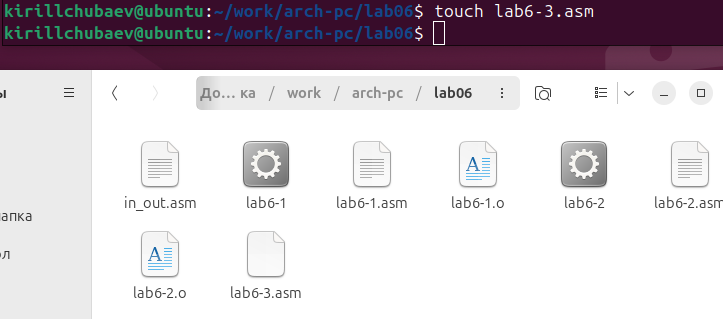 kirillchubaev@ubuntu:~/work/arch-pc/lab06$ touch lab6-3.asm
kirillchubaev@ubuntu:~/work/arch-pc/lab06$
ы
До… ка / work / arch-pc / lab06
in_out.asm lab6-1 lab6-1.asm lab6-1.o lab6-2 lab6-2.asm
апка
ол
lab6-2.o lab6-3.asm